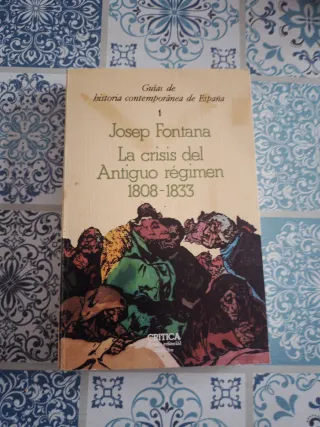 Guías de
historia contemporánea de España
1
Josep Fontana
La crisis del
Antiguo régimen
1808-1833
CRÍTICA